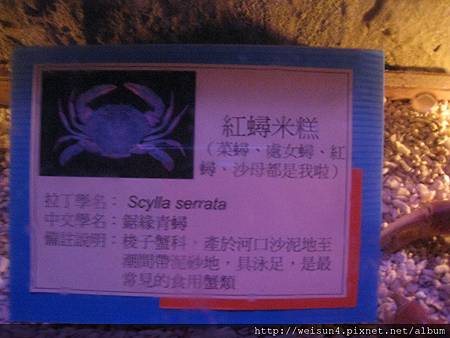 紅蟳米糕
（菜蟳、處女蟳、紅
蟳、沙母都是我啦）
拉丁學名： Scylla serrata
中文學名：鋸緣青蟳
備註說明：梭子蟹科，產於河口沙泥地至
潮間帶泥砂地，具泳足，是最
常見的食用蟹類
http://weisun4.pixnet.net/album